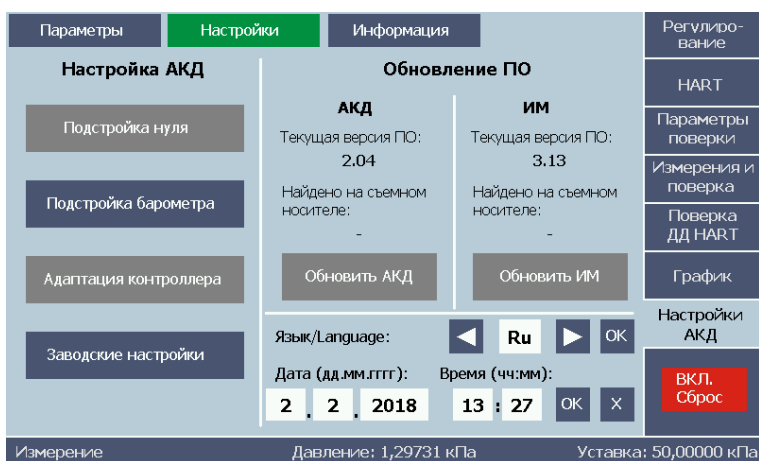 Параметры
Настройки
Информация
Настройка АКД
Подстройка нуля
Подстройка барометра
Адаптация контроллера
Заводские настройки
Обновление ПО
АКД
Текущая версия ПО:
2.04
Найдено на съемном
носителе:
-
Обновить АКД
ИМ
Текущая версия ПО:
3.13
Найдено на съемном
носителе:
-
Обновить ИМ
Язык/Language:
Ru
OK
Дата (дд.мм.гггг):
Время (чч:мм):
2 . 2 . 2018
13 : 27
OK
X
Регулиро-
вание
HART
Параметры
поверки
Измерения и
поверка
Поверка
ДД HART
График
Настройки
АКД
ВКЛ.
Сброс
Измерение
Давление: 1,29731 кПа
Уставка: 50,00000 кПа